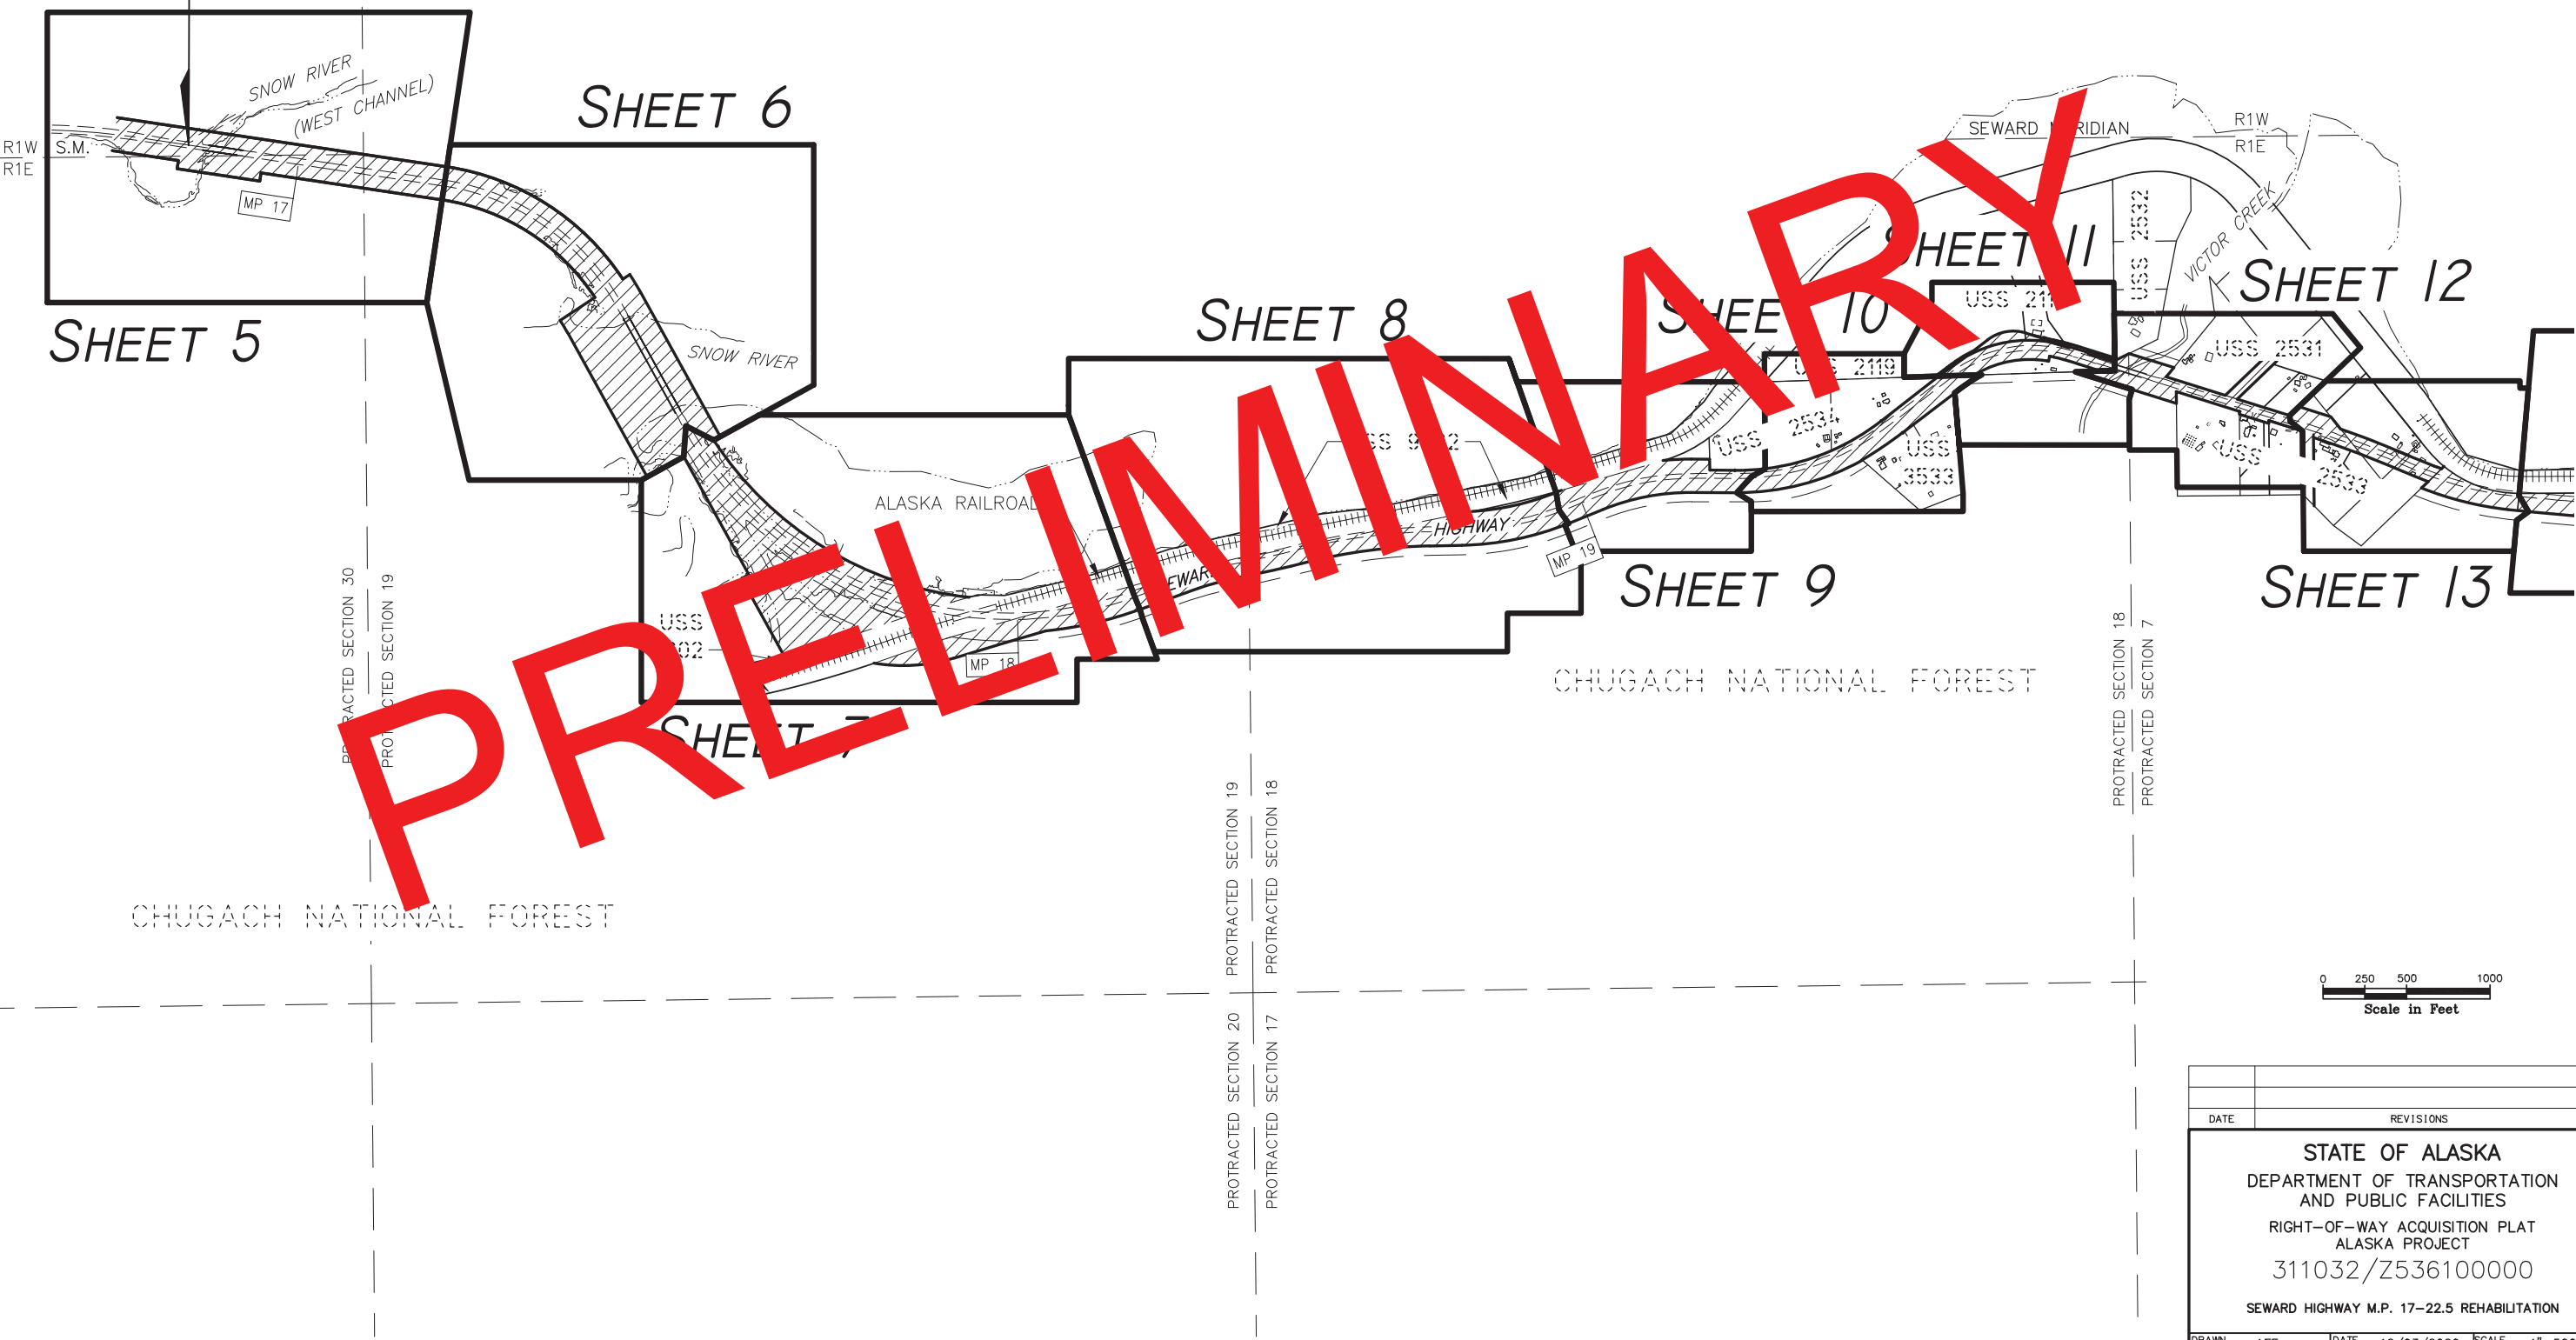 SNOW RIVER
(WEST CHANNEL)
R1W
R1E
S.M.
MP 17
SHEET 5
SHEET 6
SNOW RIVER
SHEET 8
ALASKA RAILROAD
HIGHWAY
MP 18
MP 19
USS
SHEET 7
SHEET 9
10
SHEET 11
SEWARD MERIDIAN
R1W
R1E
USS 2532
VICTOR CREEK
SHEET 12
USS
2119
USS 2531
USS
USS
3533
USS
2533
SHEET 13
PRELIMINARY
PROTRACTED SECTION 30
PROTRACTED SECTION 19
CHUGACH NATIONAL FOREST
CHUGACH NATIONAL FOREST
PROTRACTED SECTION 19
PROTRACTED SECTION 18
PROTRACTED SECTION 20
PROTRACTED SECTION 17
PROTRACTED SECTION 18
PROTRACTED SECTION 7
0 250 500 1000
Scale in Feet
DATE REVISIONS
STATE OF ALASKA
DEPARTMENT OF TRANSPORTATION
AND PUBLIC FACILITIES
RIGHT-OF-WAY ACQUISITION PLAT
ALASKA PROJECT
311032/Z536100000
SEWARD HIGHWAY M.P. 17-22.5 REHABILITATION